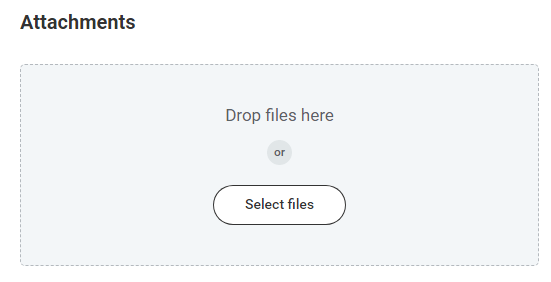 Attachments
Drop files here
or
Select files